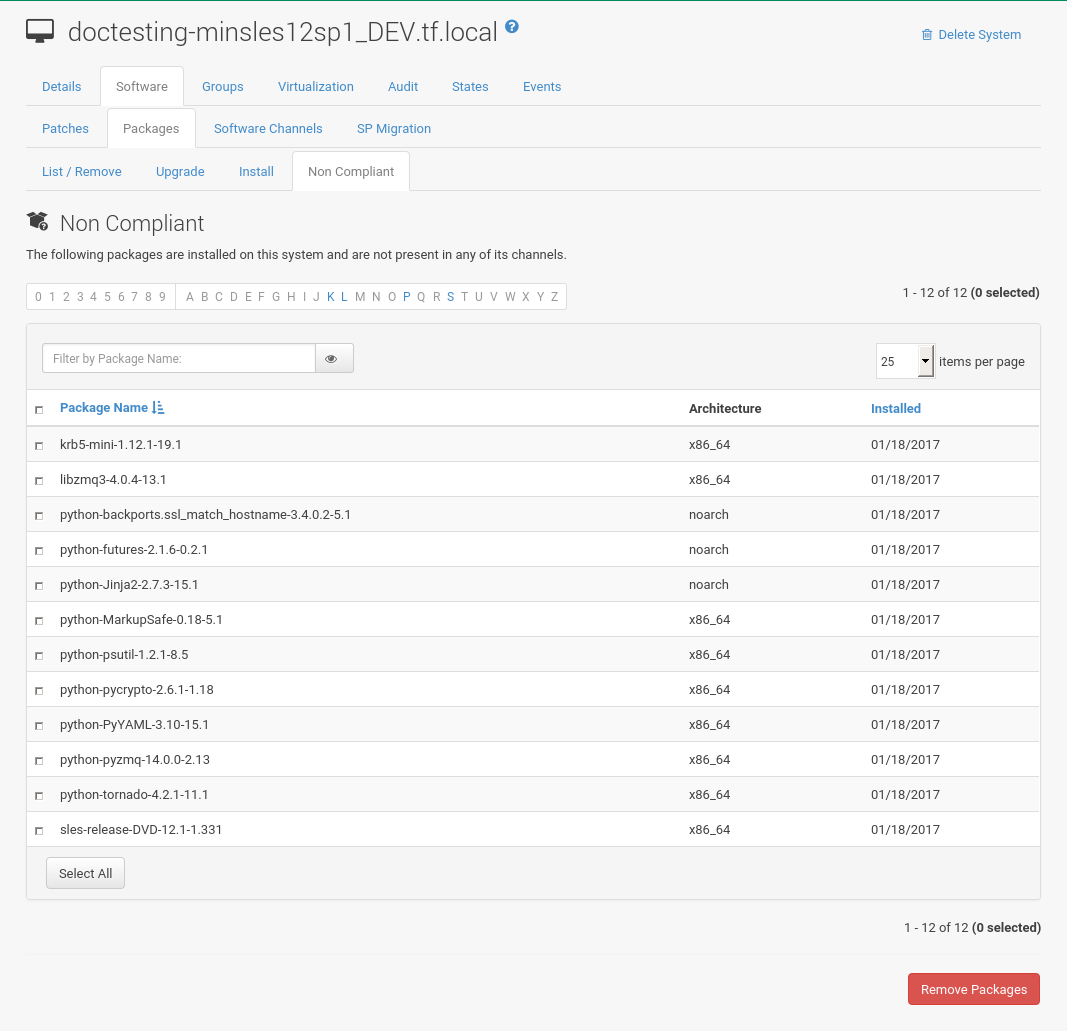 doctesting-minsles12sp1_DEV.tf.local ?
Delete System
Details Software Groups Virtualization Audit States Events
Patches Packages Software Channels SP Migration
List / Remove Upgrade Install Non Compliant
Non Compliant
The following packages are installed on this system and are not present in any of its channels.
0 1 2 3 4 5 6 7 8 9 A B C D E F G H I J K L M N O P Q R S T U V W X Y Z
1 - 12 of 12 (0 selected)
Filter by Package Name:
25 items per page
Package Name Architecture Installed
krb5-mini-1.12.1-19.1 x86_64 01/18/2017
libzmq3-4.0.4-13.1 x86_64 01/18/2017
python-backports.ssl_match_hostname-3.4.0.2-5.1 noarch 01/18/2017
python-futures-2.1.6-0.2.1 noarch 01/18/2017
python-Jinja2-2.7.3-15.1 noarch 01/18/2017
python-MarkupSafe-0.18-5.1 x86_64 01/18/2017
python-psutil-1.2.1-8.5 x86_64 01/18/2017
python-pycrypto-2.6.1-1.18 x86_64 01/18/2017
python-PyYAML-3.10-15.1 x86_64 01/18/2017
python-pyzmq-14.0.0-2.13 x86_64 01/18/2017
python-tornado-4.2.1-11.1 x86_64 01/18/2017
sles-release-DVD-12.1-1.331 x86_64 01/18/2017
Select All
1 - 12 of 12 (0 selected)
Remove Packages